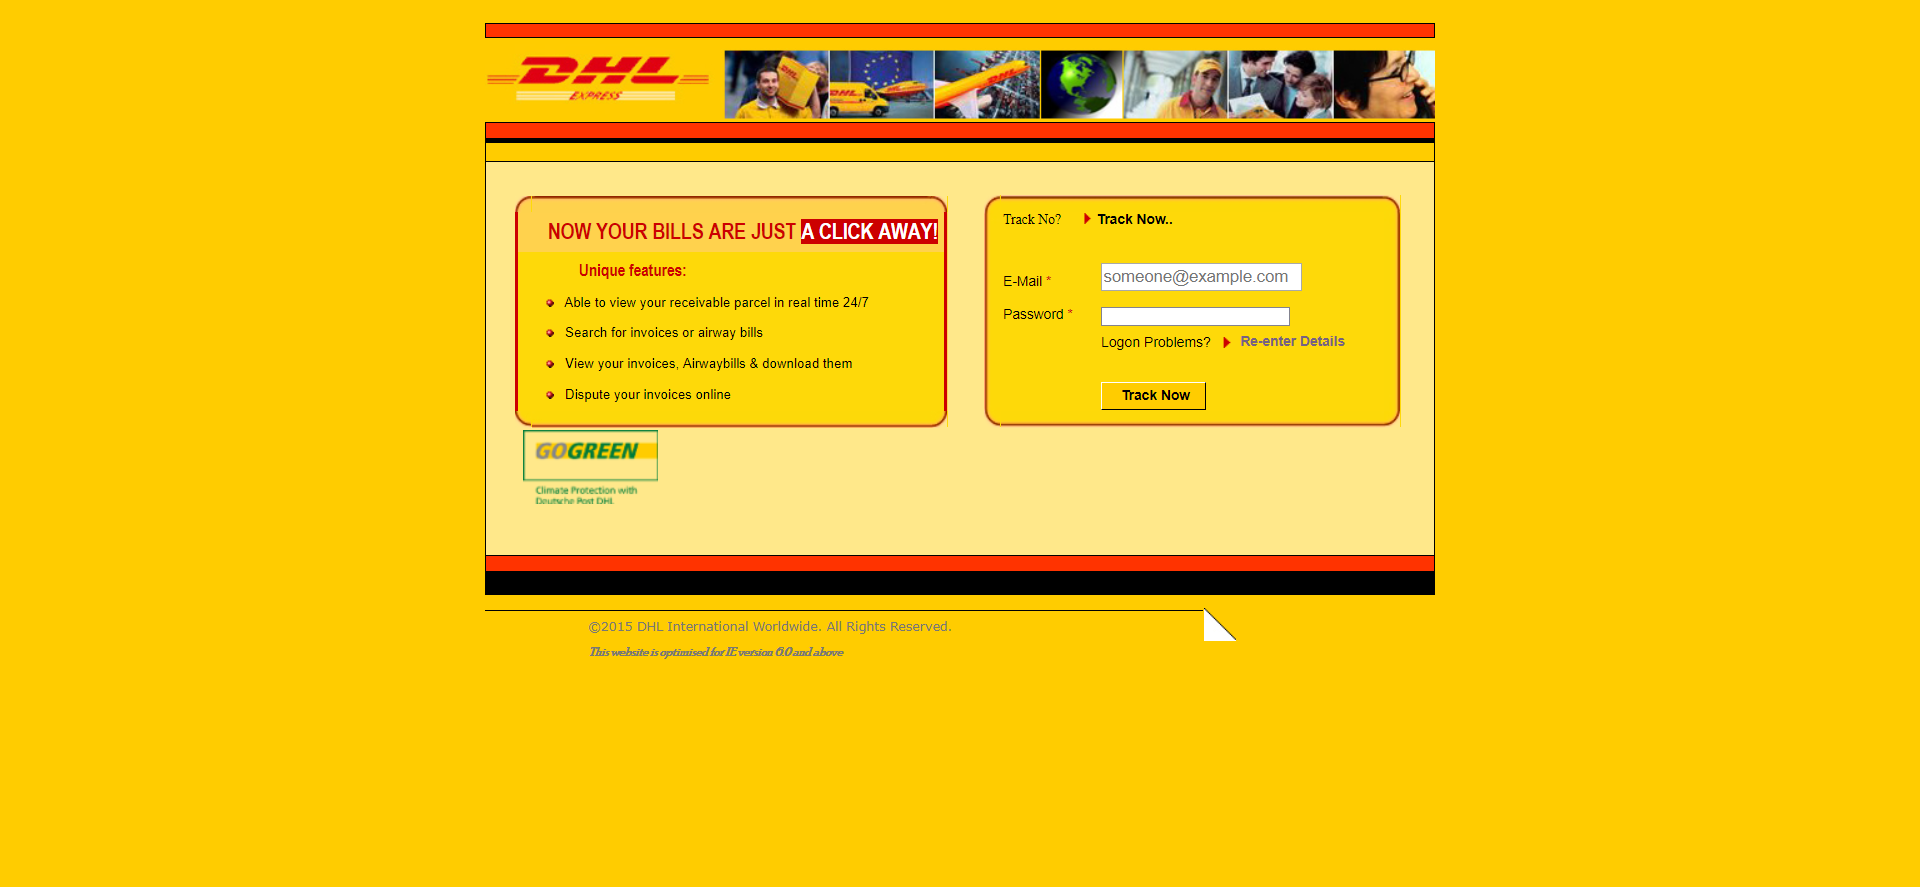 DHL
EXPRESS
NOW YOUR BILLS ARE JUST A CLICK AWAY!
Unique features:
Able to view your receivable parcel in real time 24/7
Search for invoices or airway bills
View your invoices, Airwaybills & download them
Dispute your invoices online
GOGREEN
Climate Protection with
Deutsche Post DHL
Track No? Track Now..
E-Mail * someone@example.com
Password *
Logon Problems? Re-enter Details
Track Now
©2015 DHL International Worldwide. All Rights Reserved.
This website is optimised for IE version 6.0 and above